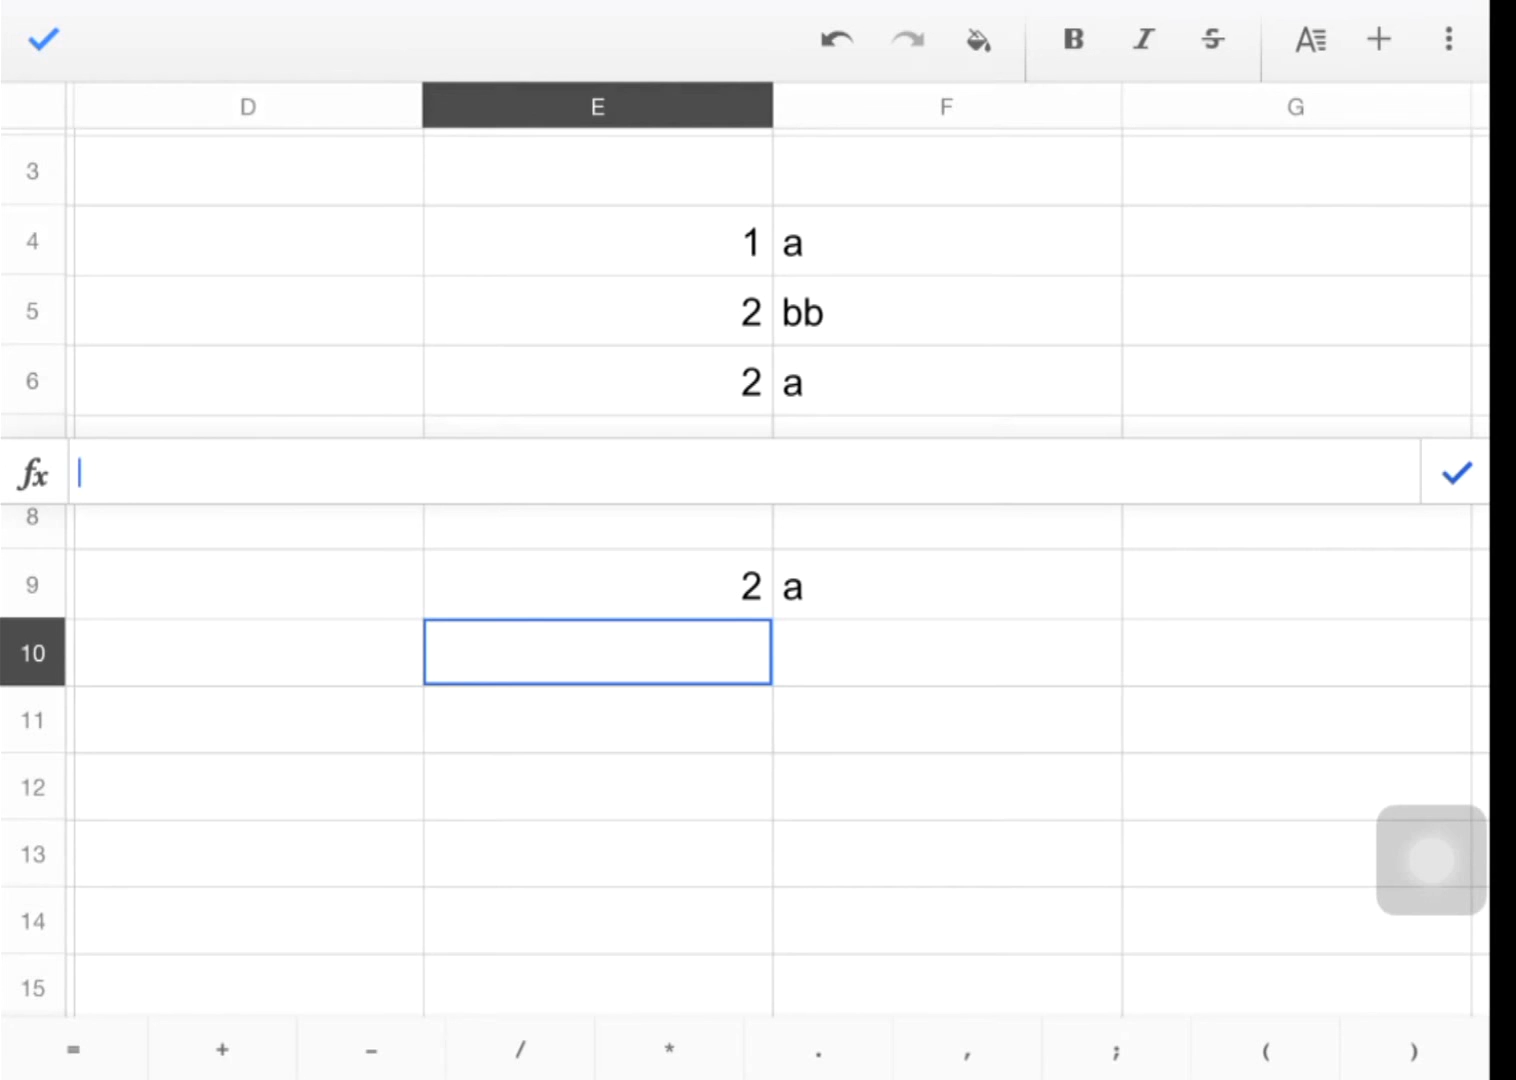 B I S A
D E F G
3
4 1 a
5 2 bb
6 2 a
fx
8
9 2 a
10
11
12
13
14
15
= + - / * . , ; ( )